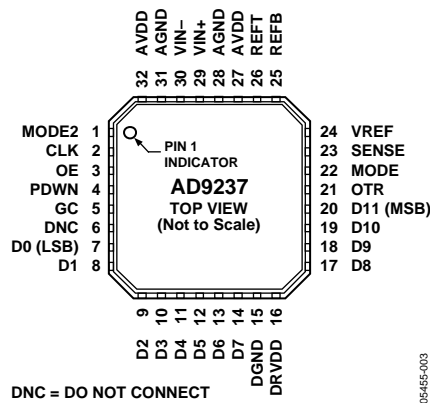 AVDD AGND VIN– VIN+ AGND AVDD REFT REFB
32 31 30 29 28 27 26 25
MODE2 1
CLK 2
OE 3
PDWN 4
GC 5
DNC 6
D0 (LSB) 7
D1 8
PIN 1
INDICATOR
AD9237
TOP VIEW
(Not to Scale)
24 VREF
23 SENSE
22 MODE
21 OTR
20 D11 (MSB)
19 D10
18 D9
17 D8
9 10 11 12 13 14 15 16
D2 D3 D4 D5 D6 D7 DGND DRVDD
DNC = DO NOT CONNECT
05455-003